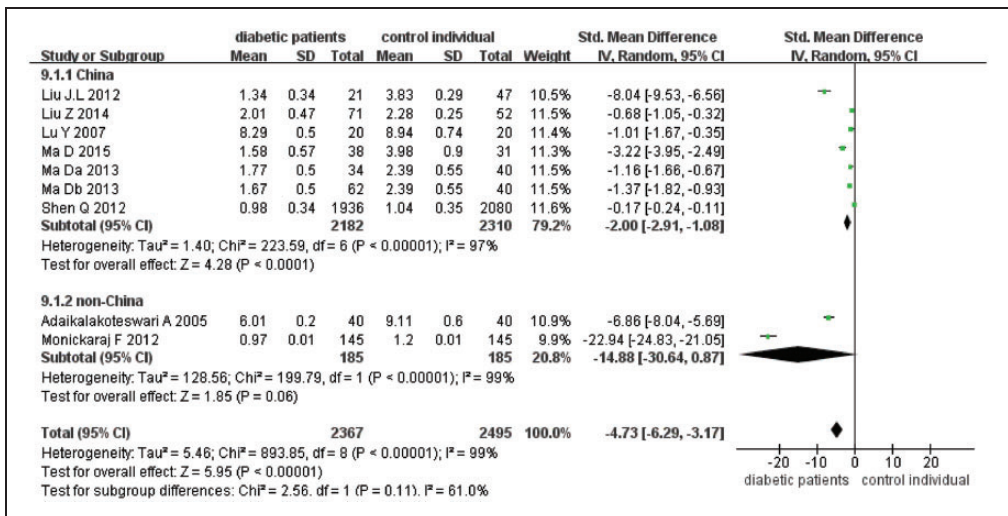 diabetic patients control individual Std. Mean Difference Std. Mean Difference
Study or Subgroup Mean SD Total Mean SD Total Weight IV, Random, 95% CI IV, Random, 95% CI
9.1.1 China
Liu J.L 2012 1.34 0.34 21 3.83 0.29 47 10.5% -8.04 [-9.53, -6.56]
Liu Z 2014 2.01 0.47 71 2.28 0.25 52 11.5% -0.68 [-1.05, -0.32]
Lu Y 2007 8.29 0.5 20 8.94 0.74 20 11.4% -1.01 [-1.67, -0.35]
Ma D 2015 1.58 0.57 38 3.98 0.9 31 11.3% -3.22 [-3.95, -2.49]
Ma Da 2013 1.77 0.5 34 2.39 0.55 40 11.5% -1.16 [-1.66, -0.67]
Ma Db 2013 1.67 0.5 62 2.39 0.55 40 11.5% -1.37 [-1.82, -0.93]
Shen Q 2012 0.98 0.34 1936 1.04 0.35 2080 11.6% -0.17 [-0.24, -0.11]
Subtotal (95% CI) 2182 2310 79.2% -2.00 [-2.91, -1.08]
Heterogeneity: Tau² = 1.40; Chi² = 223.59, df = 6 (P < 0.00001); I² = 97%
Test for overall effect: Z = 4.28 (P < 0.0001)
9.1.2 non-China
Adaikalakoteswari A 2005 6.01 0.2 40 9.11 0.6 40 10.9% -6.86 [-8.04, -5.69]
Monickaraj F 2012 0.97 0.01 145 1.2 0.01 145 9.9% -22.94 [-24.83, -21.05]
Subtotal (95% CI) 185 185 20.8% -14.88 [-30.64, 0.87]
Heterogeneity: Tau² = 128.56; Chi² = 199.79, df = 1 (P < 0.00001); I² = 99%
Test for overall effect: Z = 1.85 (P = 0.06)
Total (95% CI) 2367 2495 100.0% -4.73 [-6.29, -3.17]
Heterogeneity: Tau² = 5.46; Chi² = 893.85, df = 8 (P < 0.00001); I² = 99%
Test for overall effect: Z = 5.95 (P < 0.00001)
Test for subgroup differences: Chi² = 2.56. df = 1 (P = 0.11). I² = 61.0%
-20 -10 0 10 20
diabetic patients control individual